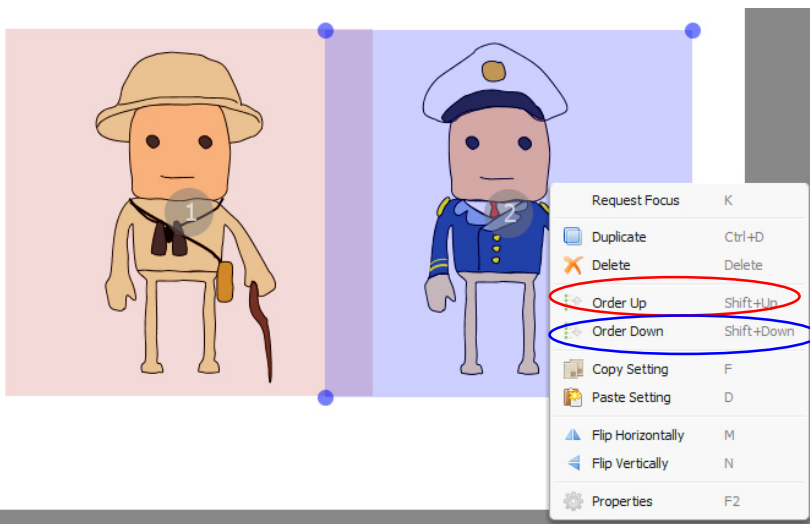 1
2
Request Focus K
Duplicate Ctrl+D
Delete Delete
Order Up Shift+Up
Order Down Shift+Down
Copy Setting F
Paste Setting D
Flip Horizontally M
Flip Vertically N
Properties F2